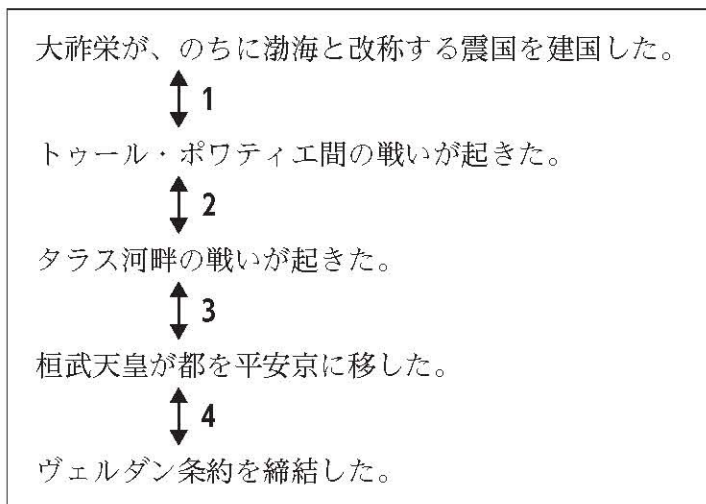 大祚栄が、のちに渤海と改称する震国を建国した。
1
トゥール・ポワティエ間の戦いが起きた。
2
タラス河畔の戦いが起きた。
3
桓武天皇が都を平安京に移した。
4
ヴェルダン条約を締結した。